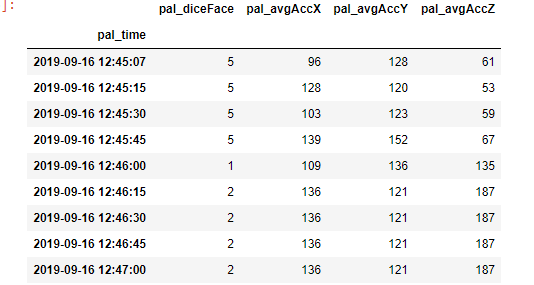 ]:
pal_diceFace pal_avgAccX pal_avgAccY pal_avgAccZ
pal_time
2019-09-16 12:45:07 5 96 128 61
2019-09-16 12:45:15 5 128 120 53
2019-09-16 12:45:30 5 103 123 59
2019-09-16 12:45:45 5 139 152 67
2019-09-16 12:46:00 1 109 136 135
2019-09-16 12:46:15 2 136 121 187
2019-09-16 12:46:30 2 136 121 187
2019-09-16 12:46:45 2 136 121 187
2019-09-16 12:47:00 2 136 121 187